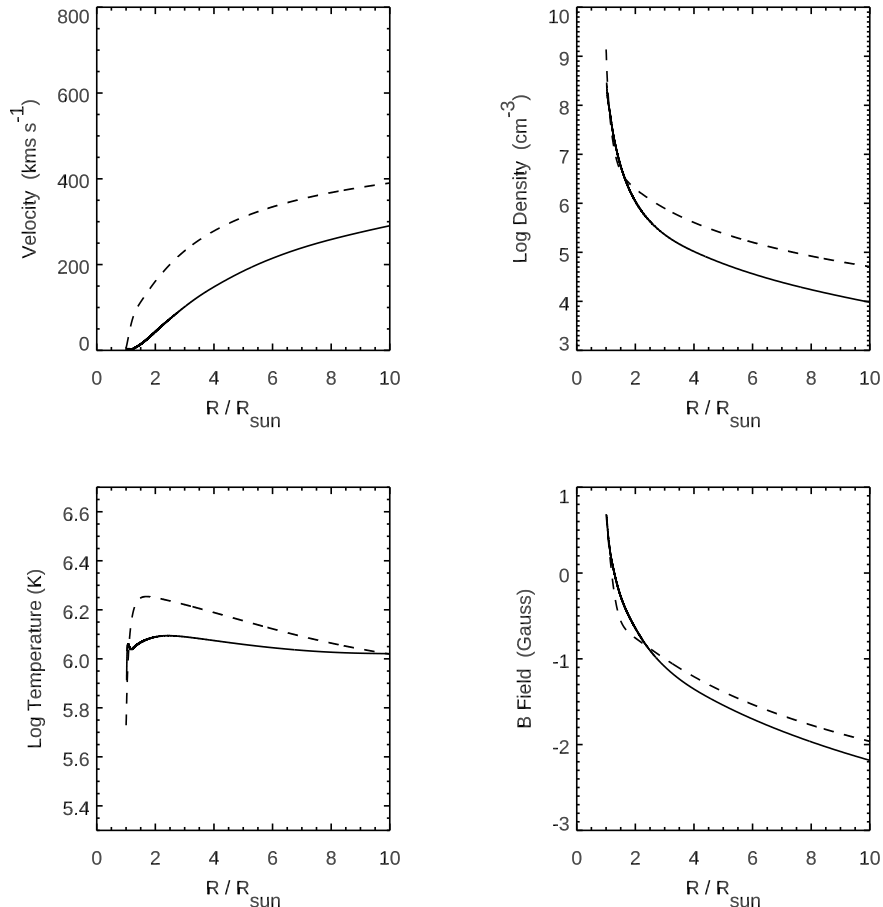 800
600
400
200
0
Velocity (kms s-1)
0 2 4 6 8 10
R / Rsun
10
9
8
7
6
5
4
3
Log Density (cm-3)
0 2 4 6 8 10
R / Rsun
6.6
6.4
6.2
6.0
5.8
5.6
5.4
Log Temperature (K)
0 2 4 6 8 10
R / Rsun
1
0
-1
-2
-3
B Field (Gauss)
0 2 4 6 8 10
R / Rsun